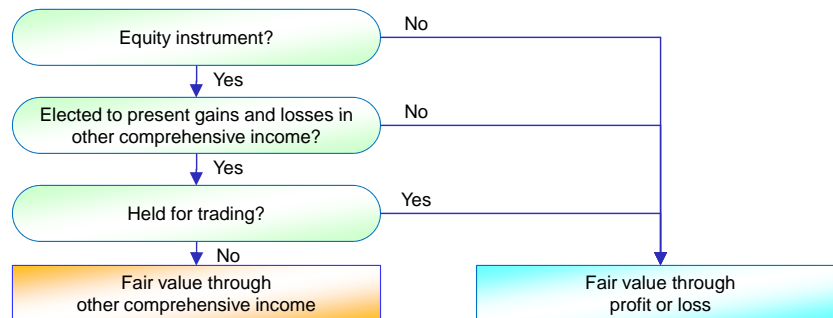 Equity instrument?
No
Yes
Elected to present gains and losses in
other comprehensive income?
No
Yes
Held for trading?
Yes
No
Fair value through
other comprehensive income
Fair value through
profit or loss